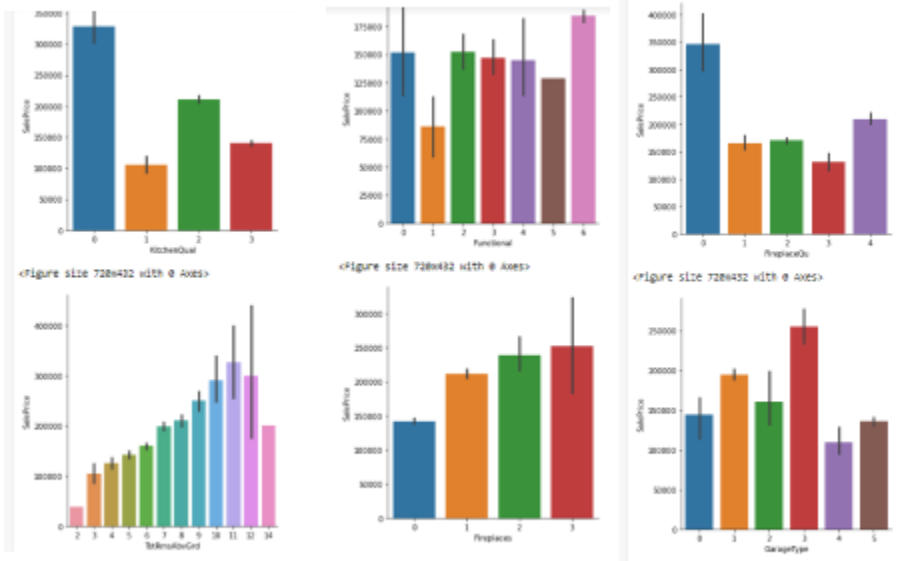 350000
300000
250000
200000
150000
100000
50000
0
SalePrice
0 1 2 3
KitchenQual
175000
150000
125000
100000
75000
50000
25000
0
SalePrice
0 1 2 3 4 5 6
Functional
400000
350000
300000
250000
200000
150000
100000
50000
0
SalePrice
0 1 2 3 4
FireplaceQu
<Figure size 720x432 with 0 Axes>
<Figure size 720x432 with 0 Axes>
<Figure size 720x432 with 0 Axes>
400000
300000
200000
100000
0
SalePrice
2 3 4 5 6 7 8 9 10 11 12 14
TotRmsAbvGrd
300000
250000
200000
150000
100000
50000
0
SalePrice
0 1 2 3
Fireplaces
250000
200000
150000
100000
50000
0
SalePrice
0 1 2 3 4 5
GarageType